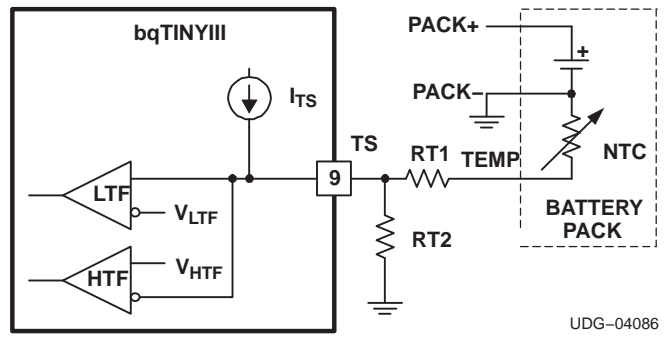 bqTINYIII
PACK+
+
I_TS
PACK−
TS
RT1
TEMP
NTC
9
LTF
V_LTF
BATTERY
PACK
RT2
HTF
V_HTF
UDG−04086